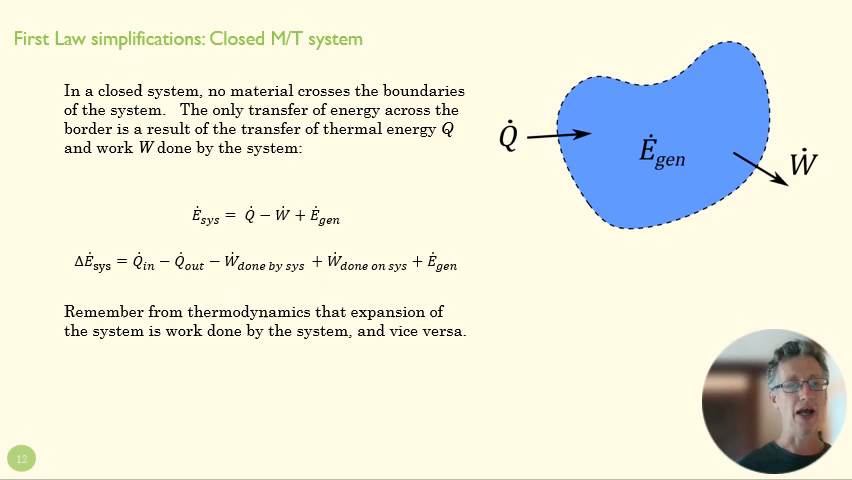 First Law simplifications: Closed M/T system
In a closed system, no material crosses the boundaries
of the system. The only transfer of energy across the
border is a result of the transfer of thermal energy Q
and work W done by the system:
Ė_sys = Q̇ − Ẇ + Ė_gen
ΔĖ_sys = Q̇_in − Q̇_out − Ẇ_done by sys + Ẇ_done on sys + Ė_gen
Remember from thermodynamics that expansion of
the system is work done by the system, and vice versa.
Q̇
Ė_gen
Ẇ
12